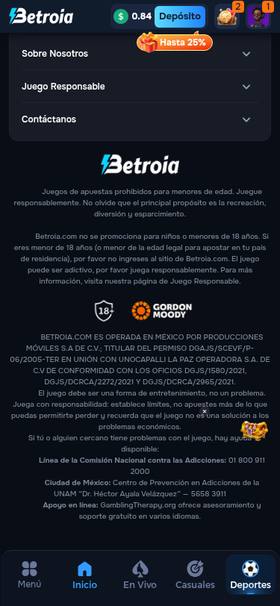 Betroia
$ 0.84 Depósito
2
1
Hasta 25%
Sobre Nosotros
Juego Responsable
Contáctanos
Betroia
Juegos de apuestas prohibidos para menores de edad. Juegue
responsablemente. No olvide que el principal propósito es la recreación,
diversión y esparcimiento.
Betroia.com no se promociona para niños o menores de 18 años. Si
eres menor de 18 años (o menor de la edad legal para apostar en tu país
de residencia), por favor no ingreses al sitio de Betroia.com. El juego
puede ser adictivo, por favor juega responsablemente. Para más
información, visita nuestra página de Juego Responsable.
18+
GORDON
MOODY
BETROIA.COM ES OPERADA EN MÉXICO POR PRODUCCIONES
MÓVILES S.A DE C.V.; TITULAR DEL PERMISO DGAJS/SCEVF/P-
06/2005-TER EN UNIÓN CON UNOCAPALLI LA PAZ OPERADORA S.A. DE
C.V DE CONFORMIDAD CON LOS OFICIOS DGJS/1580/2021,
DGJS/DCRCA/2272/2021 Y DGJS/DCRCA/2965/2021.
El juego debe ser una forma de entretenimiento, no un problema.
Juega con responsabilidad: establece límites, no apuestes más de lo que
puedas permitirte perder y recuerda que el juego no es una solución a los
problemas económicos.
Si tú o alguien cercano tiene problemas con el juego, hay ayuda
disponible:
Línea de la Comisión Nacional contra las Adicciones: 01 800 911
2000
Ciudad de México: Centro de Prevención en Adicciones de la
UNAM "Dr. Héctor Ayala Velázquez" — 5658 3911
Apoyo en línea: GamblingTherapy.org ofrece asesoramiento y
soporte gratuito en varios idiomas.
Menú
Inicio
En Vivo
Casuales
Deportes